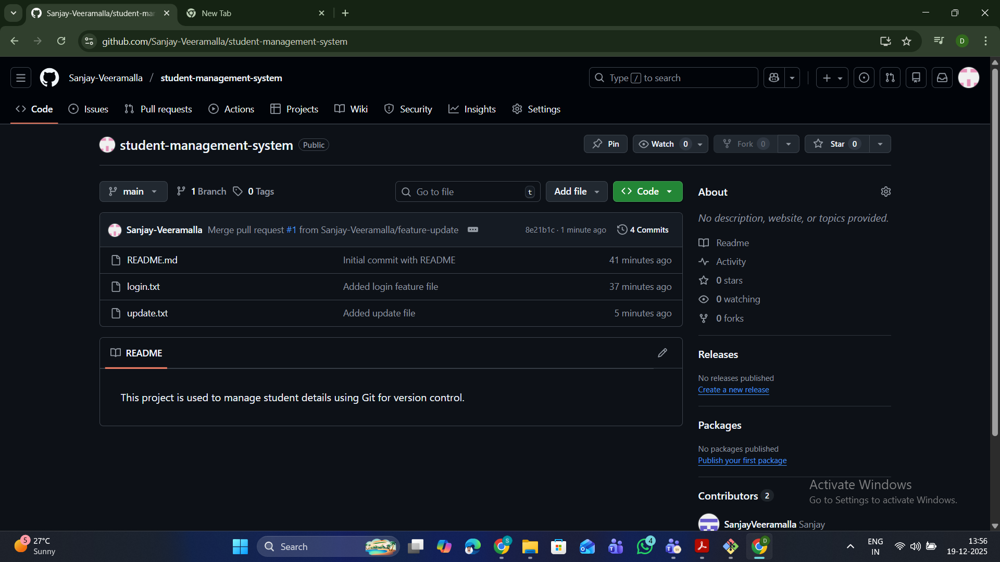 Sanjay-Veeramalla/student-mar
New Tab
github.com/Sanjay-Veeramalla/student-management-system
D
Sanjay-Veeramalla / student-management-system
Type / to search
Code
Issues
Pull requests
Actions
Projects
Wiki
Security
Insights
Settings
student-management-system Public
Pin
Watch 0
Fork 0
Star 0
main
1 Branch
0 Tags
Go to file t
Add file
<> Code
Sanjay-Veeramalla Merge pull request #1 from Sanjay-Veeramalla/feature-update
8e21b1c · 1 minute ago
4 Commits
README.md Initial commit with README 41 minutes ago
login.txt Added login feature file 37 minutes ago
update.txt Added update file 5 minutes ago
README
This project is used to manage student details using Git for version control.
About
No description, website, or topics provided.
Readme
Activity
0 stars
0 watching
0 forks
Releases
No releases published
Create a new release
Packages
No packages published
Publish your first package
Contributors 2
SanjayVeeramalla Sanjay
Activate Windows
Go to Settings to activate Windows.
5
27°C
Sunny
Search
S
4
D
ENG
IN
13:56
19-12-2025